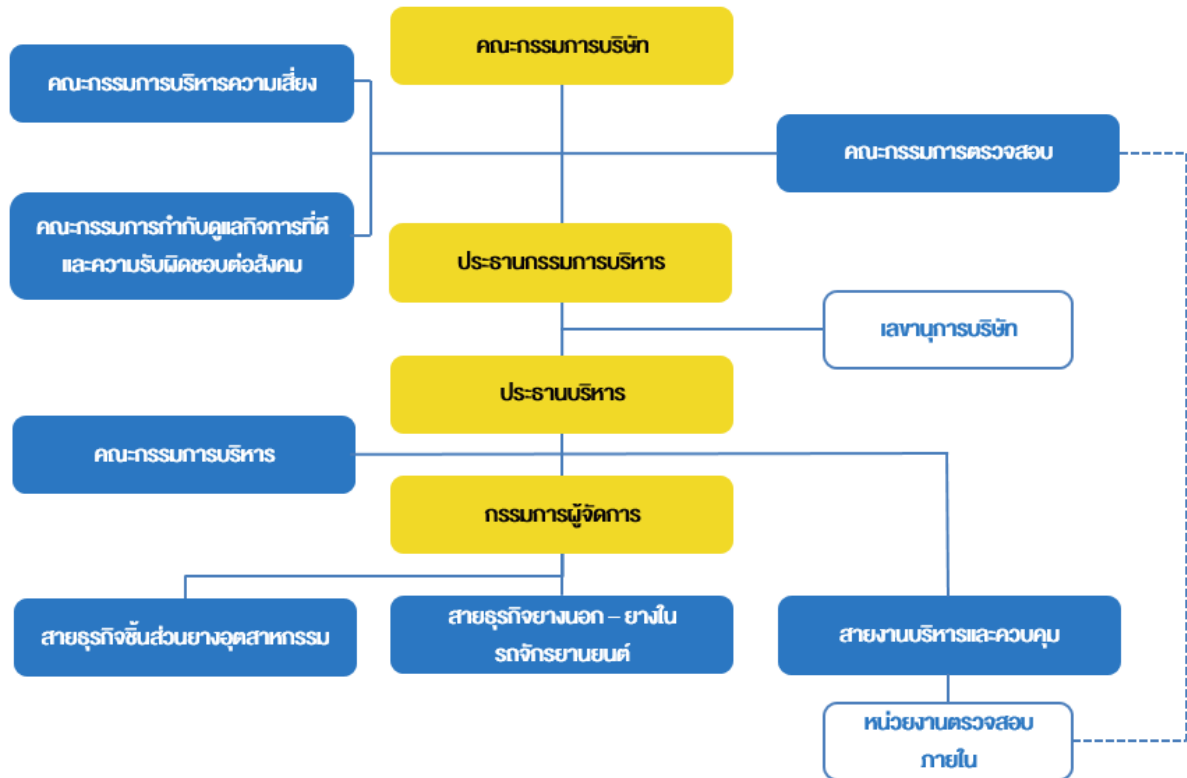 คณะกรรมการบริษัท
คณะกรรมการบริหารความเสี่ยง
คณะกรรมการตรวจสอบ
คณะกรรมการกำกับดูแลกิจการที่ดี
และความรับผิดชอบต่อสังคม
ประธานกรรมการบริหาร
เลขานุการบริษัท
ประธานบริหาร
คณะกรรมการบริหาร
กรรมการผู้จัดการ
สายธุรกิจชิ้นส่วนยางอุตสาหกรรม
สายธุรกิจยางนอก – ยางใน
รถจักรยานยนต์
สายงานบริหารและควบคุม
หน่วยงานตรวจสอบ
ภายใน